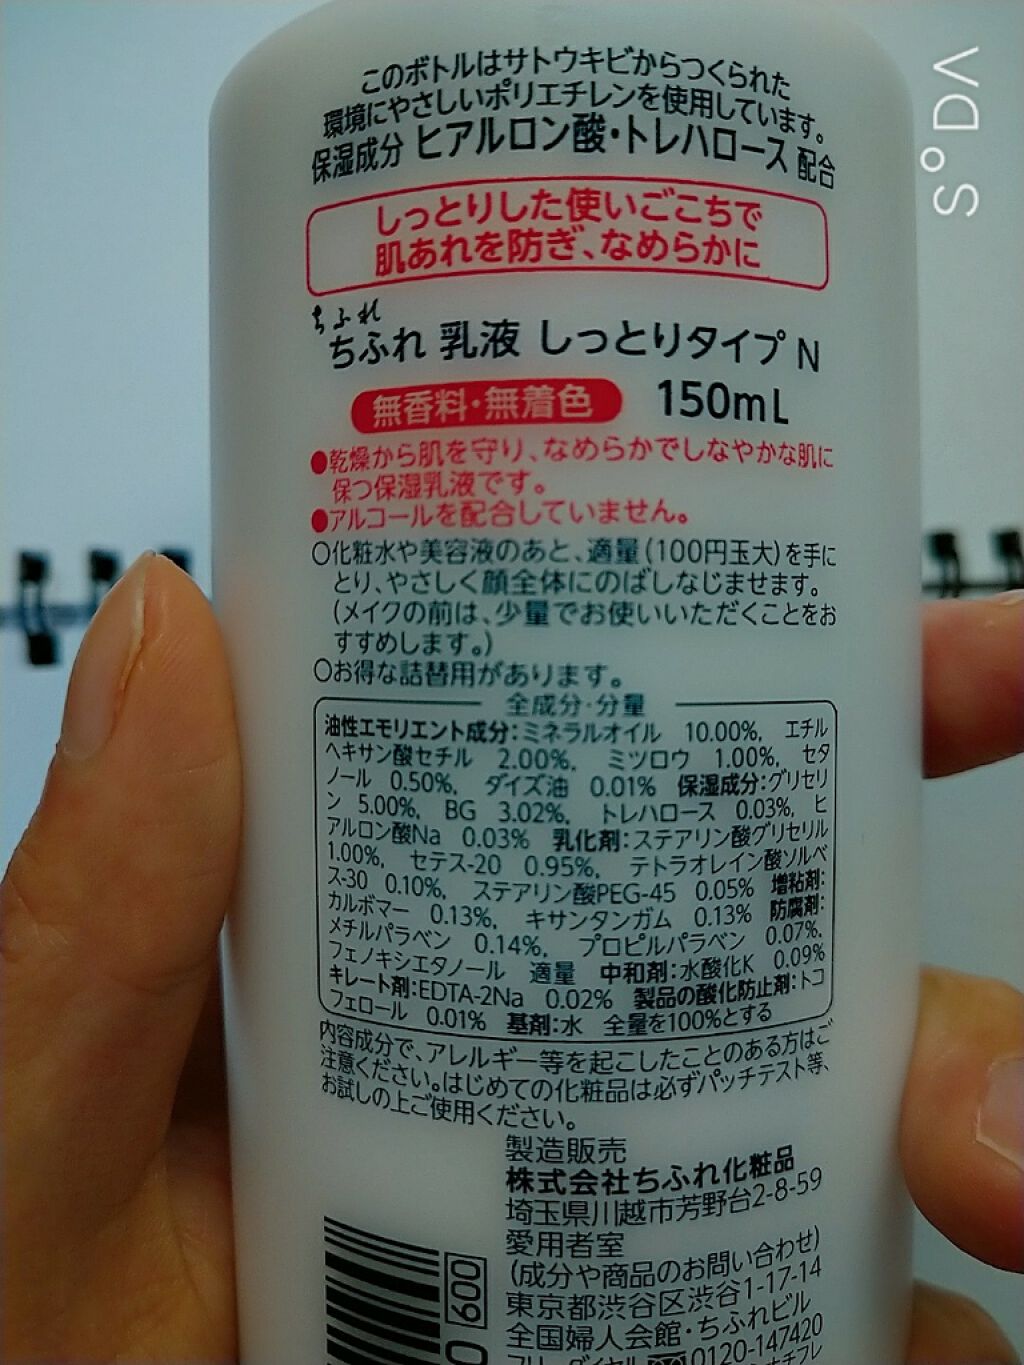 このボトルはサトウキビからつくられた
環境にやさしいポリエチレンを使用しています。
保湿成分 ヒアルロン酸・トレハロース 配合
しっとりした使いごこちで
肌あれを防ぎ、なめらかに
ちふれ
ちふれ 乳液 しっとりタイプ N
無香料・無着色 150mL
●乾燥から肌を守り、なめらかでしなやかな肌に
保つ保湿乳液です。
●アルコールを配合していません。
○化粧水や美容液のあと、適量(100円玉大)を手に
とり、やさしく顔全体にのばしなじませます。
(メイクの前は、少量でお使いいただくことをお
すすめします。)
○お得な詰替用があります。
全成分・分量
油性エモリエント成分:ミネラルオイル 10.00%, エチル
ヘキサン酸セチル 2.00%, ミツロウ 1.00%, セタ
ノール 0.50%, ダイズ油 0.01% 保湿成分:グリセリ
ン 5.00%, BG 3.02%, トレハロース 0.03%, ヒ
アルロン酸Na 0.03% 乳化剤:ステアリン酸グリセリル
1.00%, セテス-20 0.95%, テトラオレイン酸ソルベ
ス-30 0.10%, ステアリン酸PEG-45 0.05% 増粘剤:
カルボマー 0.13%, キサンタンガム 0.13% 防腐剤:
メチルパラベン 0.14%, プロピルパラベン 0.07%,
フェノキシエタノール 適量 中和剤:水酸化K 0.09%
キレート剤:EDTA-2Na 0.02% 製品の酸化防止剤:トコ
フェロール 0.01% 基剤:水 全量を100%とする
内容成分で、アレルギー等を起こしたことのある方はご
注意ください。はじめての化粧品は必ずパッチテスト等、
お試しの上ご使用ください。
製造販売
株式会社ちふれ化粧品
埼玉県川越市芳野台2-8-59
愛用者室
(成分や商品のお問い合わせ)
東京都渋谷区渋谷1-17-14
全国婦人会館・ちふれビル
フリーダイヤル 0120-147420
600
VD°S